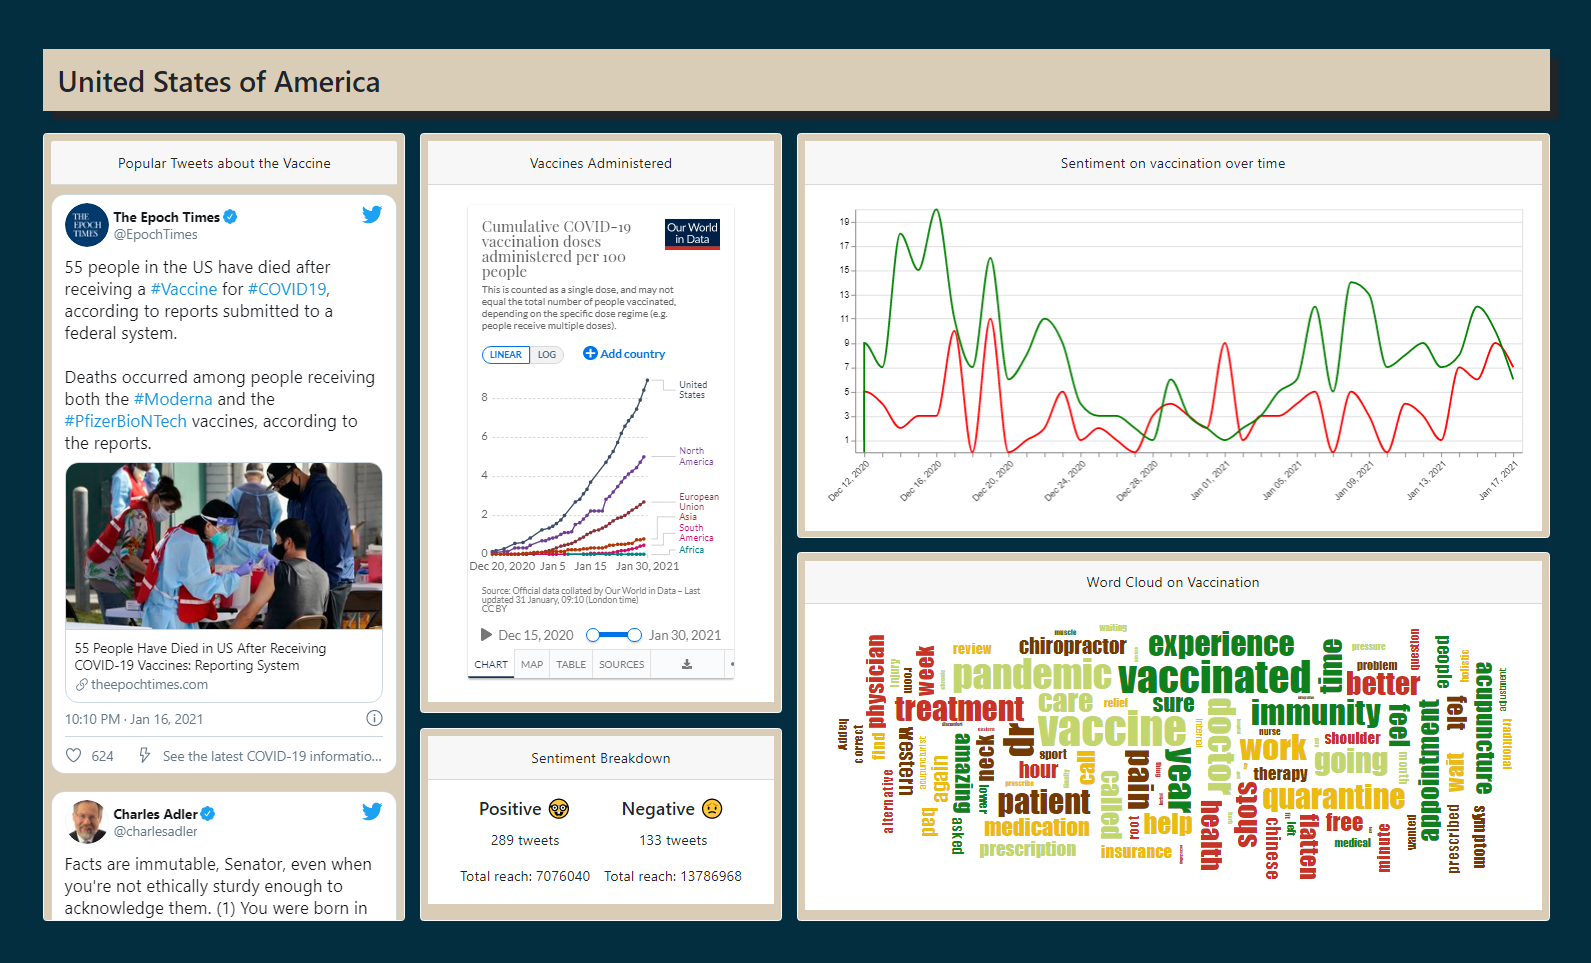 United States of America
Popular Tweets about the Vaccine
THE EPOCH TIMES
The Epoch Times
@EpochTimes
55 people in the US have died after
receiving a #Vaccine for #COVID19,
according to reports submitted to a
federal system.
Deaths occurred among people receiving
both the #Moderna and the
#PfizerBioNTech vaccines, according to
the reports.
55 People Have Died in US After Receiving
COVID-19 Vaccines: Reporting System
theepochtimes.com
10:10 PM · Jan 16, 2021
624 See the latest COVID-19 informatio...
Charles Adler
@charlesadler
Facts are immutable, Senator, even when
you're not ethically sturdy enough to
acknowledge them. (1) You were born in
Vaccines Administered
Cumulative COVID-19
vaccination doses
administered per 100
people
Our World
in Data
This is counted as a single dose, and may not
equal the total number of people vaccinated,
depending on the specific dose regime (e.g.
people receive multiple doses).
LINEAR LOG
Add country
8
6
4
2
0
United
States
North
America
European
Union
Asia
South
America
Africa
Dec 20, 2020 Jan 5 Jan 15 Jan 30, 2021
Source: Official data collated by Our World in Data – Last
updated 31 January, 09:10 (London time)
CC BY
Dec 15, 2020 Jan 30, 2021
CHART MAP TABLE SOURCES
Sentiment Breakdown
Positive Negative
289 tweets 133 tweets
Total reach: 7076040 Total reach: 13786968
Sentiment on vaccination over time
19
17
15
13
11
9
7
5
3
1
Dec 12, 2020
Dec 16, 2020
Dec 20, 2020
Dec 24, 2020
Dec 28, 2020
Jan 01, 2021
Jan 05, 2021
Jan 09, 2021
Jan 13, 2021
Jan 17, 2021
Word Cloud on Vaccination
physician
injury
room
week
review
chiropractor
muscle
waiting
experience
time
pressure
problem
question
people
holistic
acupuncture
adjustment
pandemic
vaccinated
better
treatment
care
relief
sure
doctor
immunity
feel
felt
appointment
traditional
happy
correct
find
western
vaccine
internal
nurse
work
shoulder
going
month
wait
acupuncturist
again
amazing
neck
dr
sport
hour
call
pain
year
therapy
quarantine
alternative
bad
asked
lower
prescribe
patient
called
root
help
health
shots
chinese
left
flatten
free
medical
minute
wanted
prescribed
symptom
medication
prescription
insurance